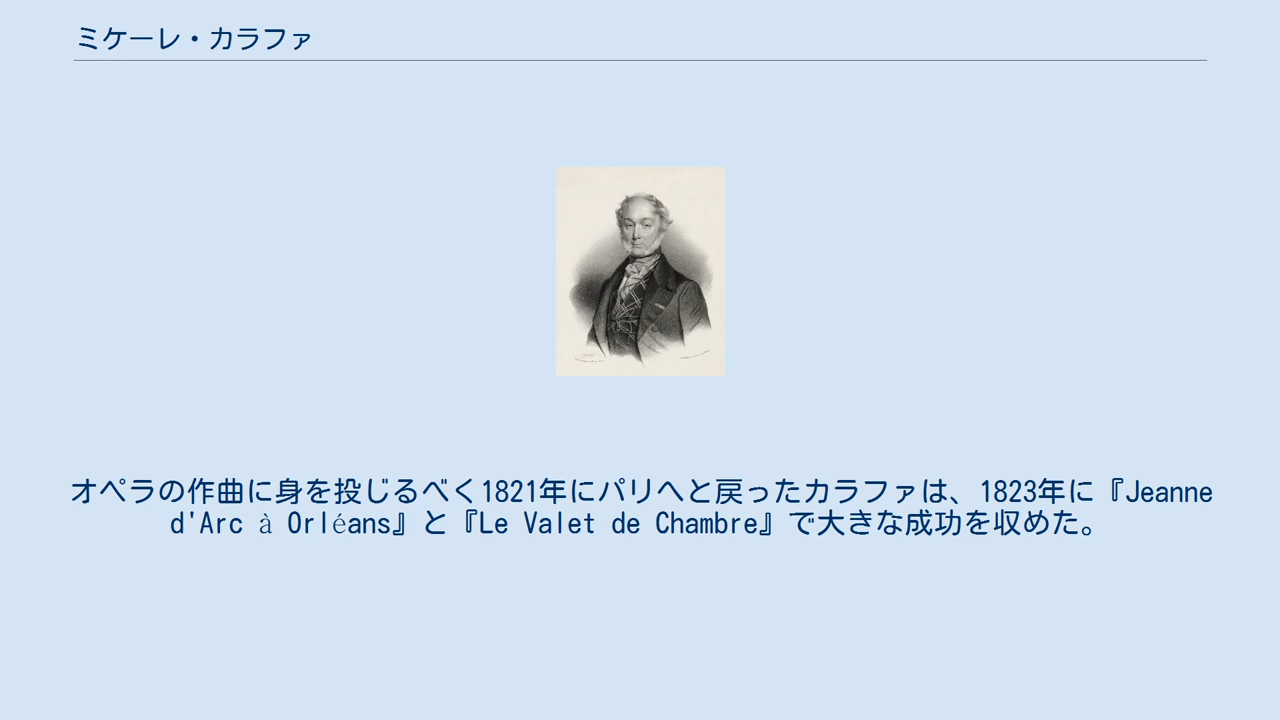 ミケーレ・カラファ
オペラの作曲に身を投じるべく1821年にパリへと戻ったカラファは、1823年に『Jeanne
d'Arc à Orléans』と『Le Valet de Chambre』で大きな成功を収めた。